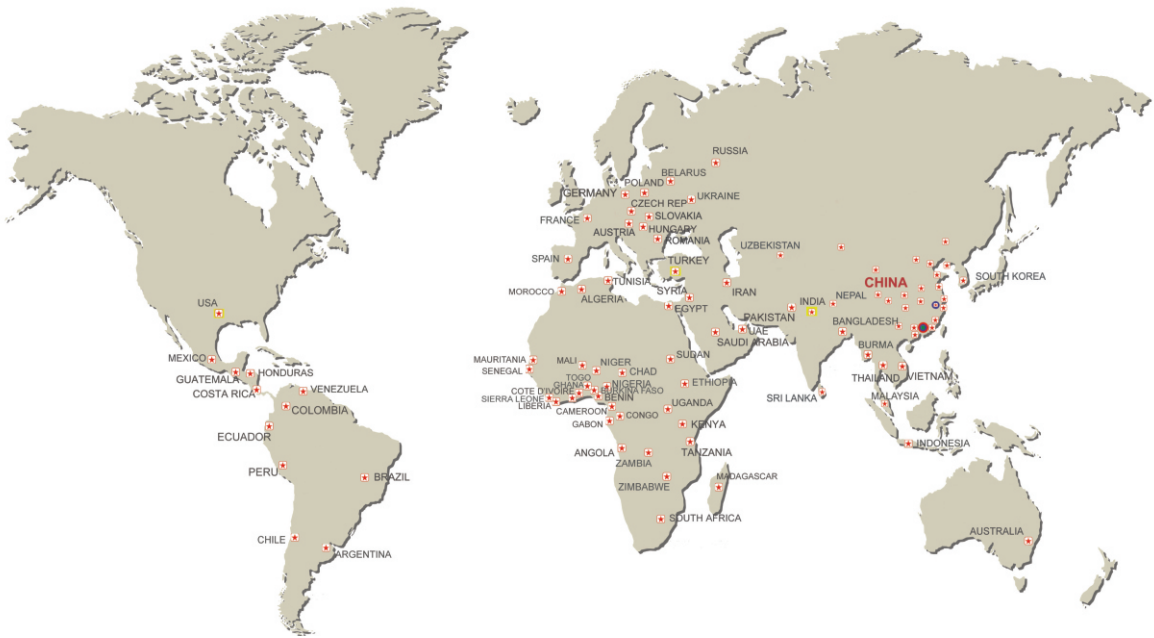 RUSSIA
BELARUS
POLAND
GERMANY
UKRAINE
CZECH REP
SLOVAKIA
FRANCE
HUNGARY
AUSTRIA
ROMANIA
UZBEKISTAN
SPAIN
TURKEY
SOUTH KOREA
TUNISIA
CHINA
MOROCCO
SYRIA
IRAN
NEPAL
ALGERIA
INDIA
USA
EGYPT
PAKISTAN
BANGLADESH
UAE
SAUDI ARABIA
BURMA
MEXICO
MAURITANIA
MALI
SUDAN
HONDURAS
SENEGAL
NIGER
CHAD
THAILAND
VIETNAM
GUATEMALA
TOGO
COSTA RICA
VENEZUELA
GHANA
NIGERIA
ETHIOPIA
COTE D'IVOIRE
BURKINA FASO
SIERRA LEONE
BENIN
SRI LANKA
MALAYSIA
LIBERIA
COLOMBIA
CAMEROON
UGANDA
CONGO
GABON
KENYA
ECUADOR
INDONESIA
ANGOLA
TANZANIA
ZAMBIA
PERU
BRAZIL
MADAGASCAR
ZIMBABWE
SOUTH AFRICA
AUSTRALIA
CHILE
ARGENTINA